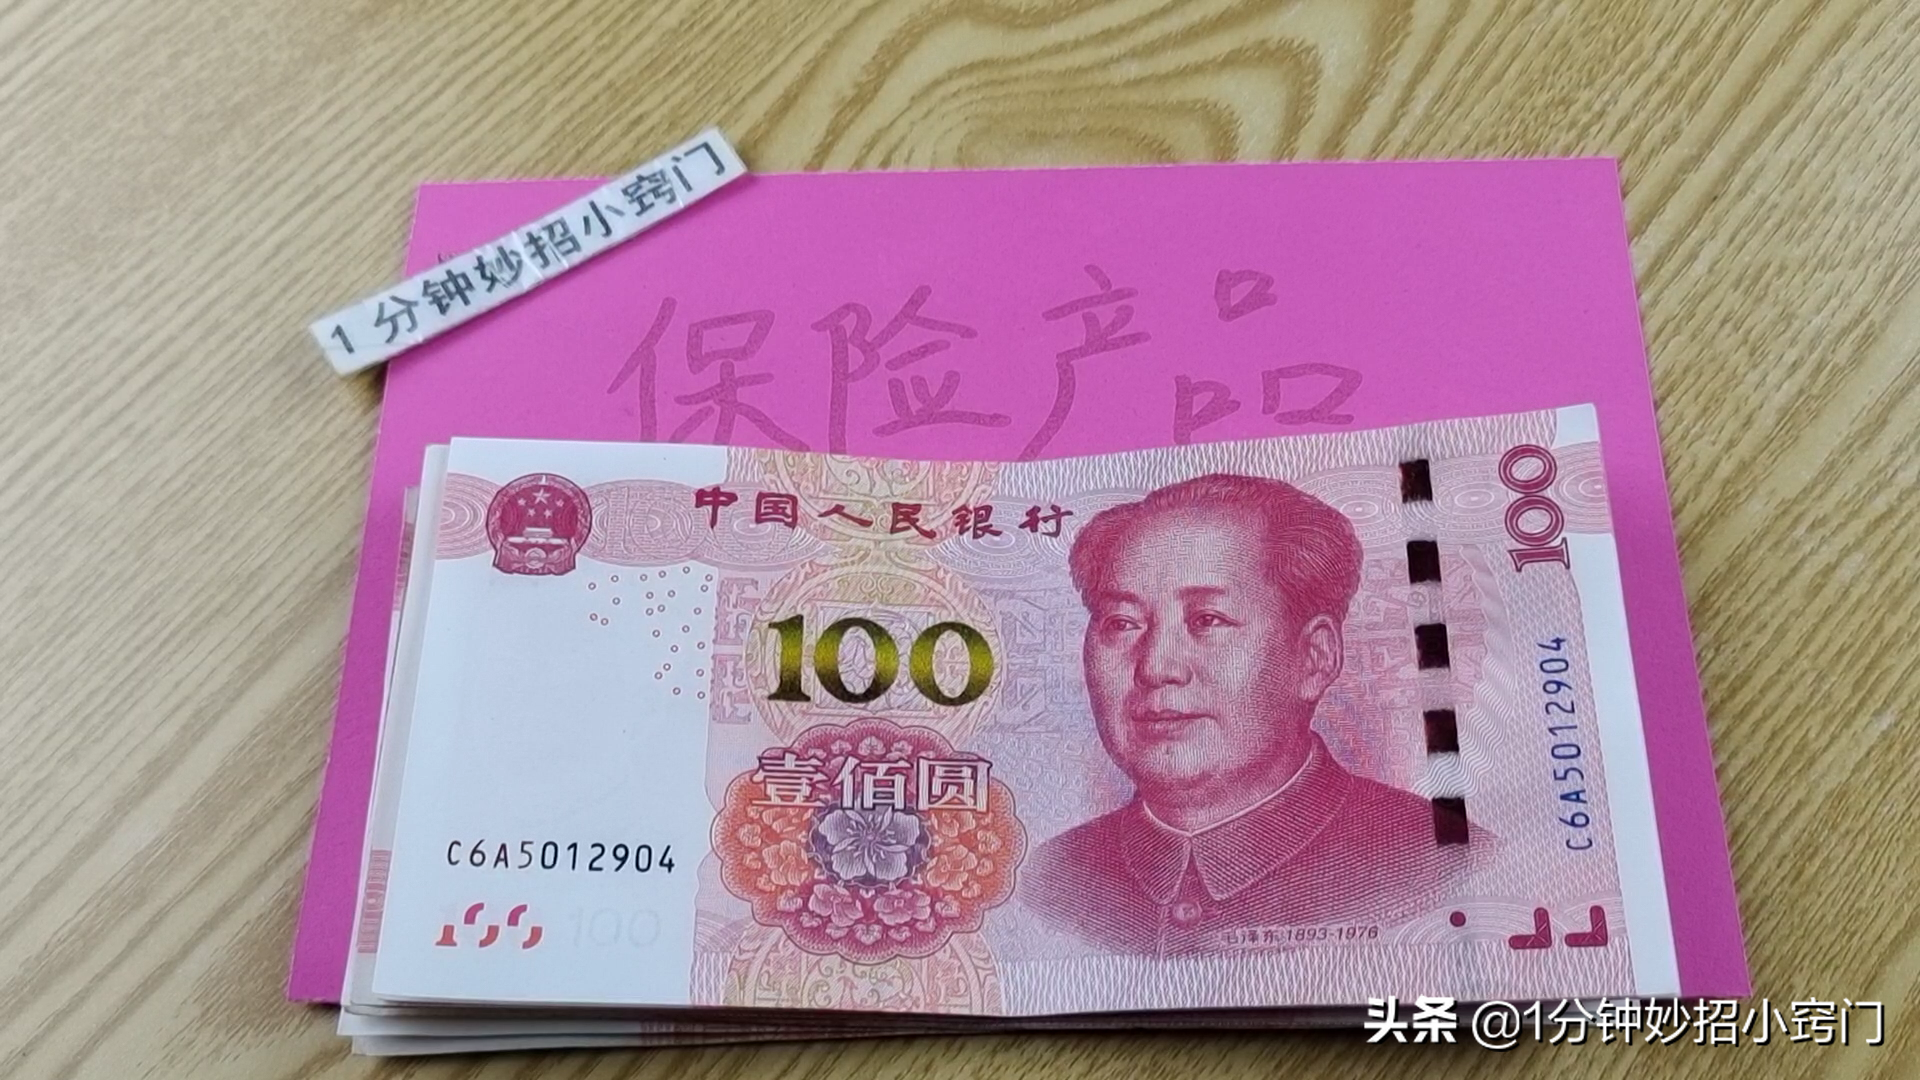 1分钟妙招小窍门
保险产品
中国人民银行
100
100
壹佰圆
C6A5012904
C6A5012904
100
毛泽东 1893-1976
头条 @1分钟妙招小窍门